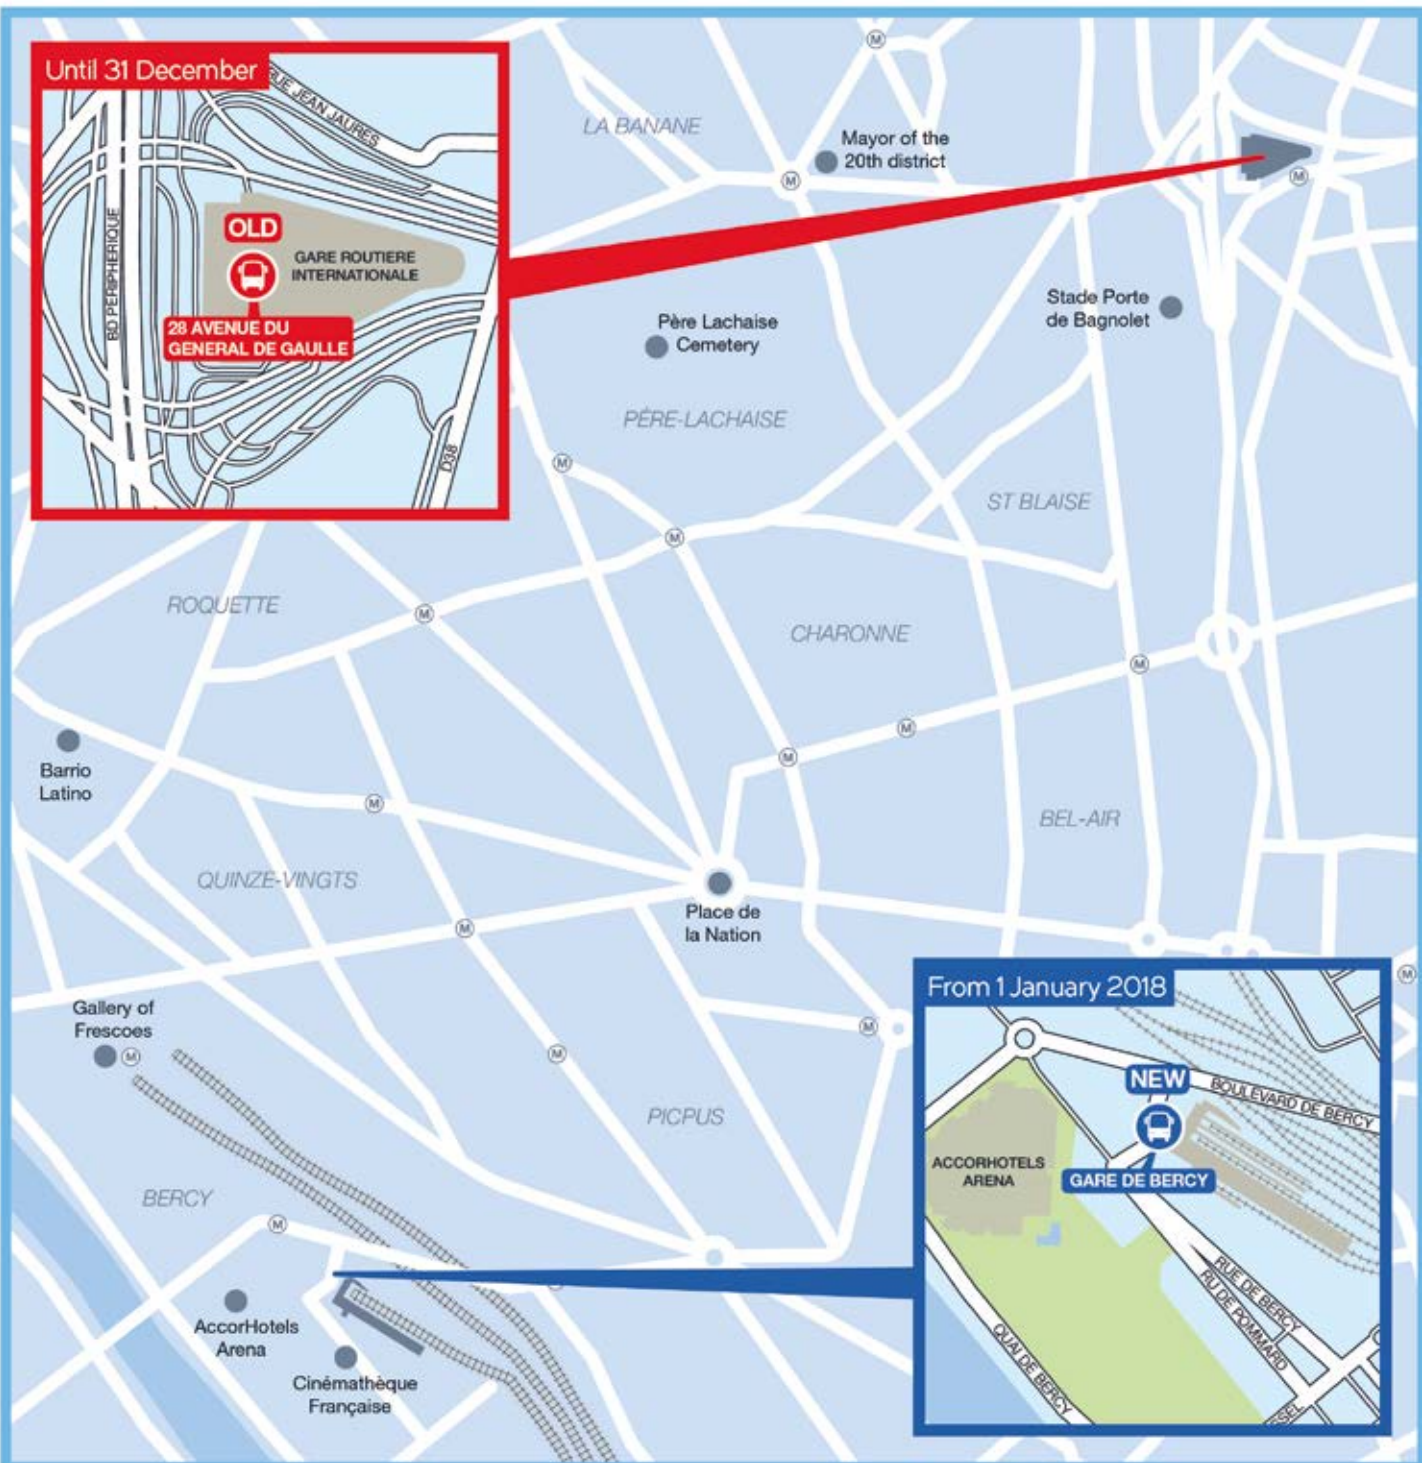 Until 31 December
RUE JEAN JAURES
BD PERIPHERIQUE
OLD
GARE ROUTIERE
INTERNATIONALE
28 AVENUE DU
GENERAL DE GAULLE
D38
M
LA BANANE
Mayor of the
20th district
M
M
Stade Porte
de Bagnolet
Père Lachaise
Cemetery
PÈRE-LACHAISE
M
ST BLAISE
M
ROQUETTE
M
CHARONNE
M
M
Barrio
Latino
M
M
BEL-AIR
QUINZE-VINGTS
Place de
la Nation
M
M
Gallery of
Frescoes
M
M
M
PICPUS
BERCY
M
AccorHotels
Arena
Cinémathèque
Française
From 1 January 2018
NEW
BOULEVARD DE BERCY
ACCORHOTELS
ARENA
GARE DE BERCY
RUE DE BERCY
RU DE POMMARD
QUAI DE BERCY
SSEL